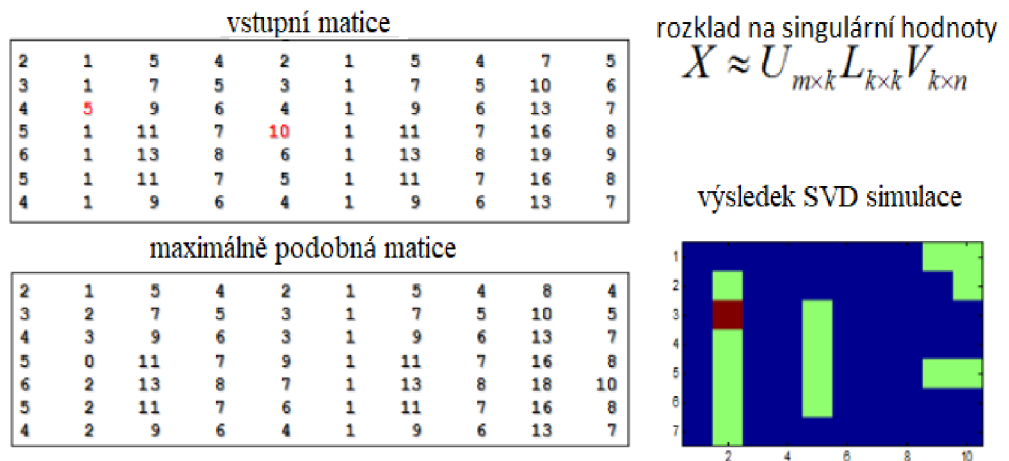 vstupní matice
2 1 5 4 2 1 5 4 7 5
3 1 7 5 3 1 7 5 10 6
4 5 9 6 4 1 9 6 13 7
5 1 11 7 10 1 11 7 16 8
6 1 13 8 6 1 13 8 19 9
5 1 11 7 5 1 11 7 16 8
4 1 9 6 4 1 9 6 13 7
maximálně podobná matice
2 1 5 4 2 1 5 4 8 4
3 2 7 5 3 1 7 5 10 5
4 3 9 6 3 1 9 6 13 7
5 0 11 7 9 1 11 7 16 8
6 2 13 8 7 1 13 8 18 10
5 2 11 7 6 1 11 7 16 8
4 2 9 6 4 1 9 6 13 7
rozklad na singulární hodnoty
X ≈ U m×k L k×k V k×n
výsledek SVD simulace
1
2
3
4
5
6
7
2 4 6 8 10